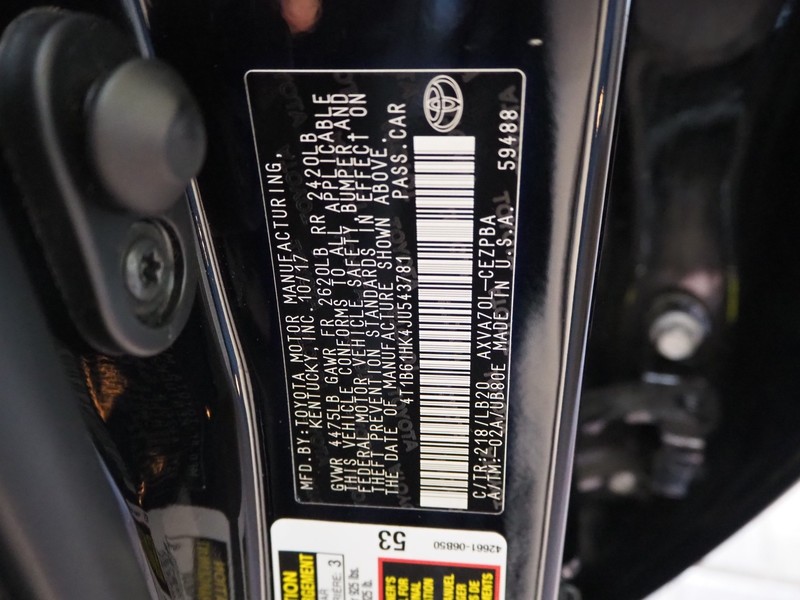 MFD. BY: TOYOTA MOTOR MANUFACTURING,
KENTUCKY, INC. 10/17
GVWR 4475LB GAWR FR 2620LB RR 2420LB
THIS VEHICLE CONFORMS TO ALL APPLICABLE
FEDERAL MOTOR VEHICLE SAFETY, BUMPER AND
THEFT PREVENTION STANDARDS IN EFFECT ON
THE DATE OF MANUFACTURE SHOWN ABOVE.
4T1B61HK4JU543781 PASS. CAR
C/TR:218/LB20 AXVA70L-CEZPBA
A/TM:-02A/UB80E MADE IN U.S.A. 59488
53
42661-06B50
3
925 lbs.